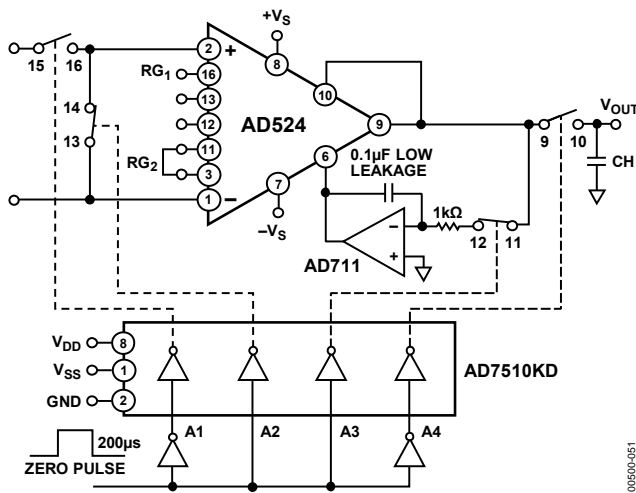 +VS
15 16
2 + 8
RG1 16
10
13
14
AD524
12
9
VOUT
9 10
13
11
RG2
6
0.1µF LOW
LEAKAGE
CH
3
7
1 –
–VS
1kΩ
–
12 11
+
AD711
VDD 8
VSS 1
AD7510KD
GND 2
A1 A2 A3 A4
200µs
ZERO PULSE
00500-051